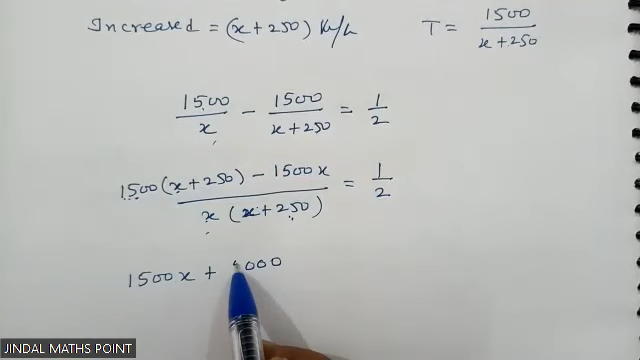 Increased = (x+250) km/h T = 1500/(x+250)
1500/x - 1500/(x+250) = 1/2
(1500(x+250) - 1500x)/(x(x+250)) = 1/2
1500x + 000
JINDAL MATHS POINT